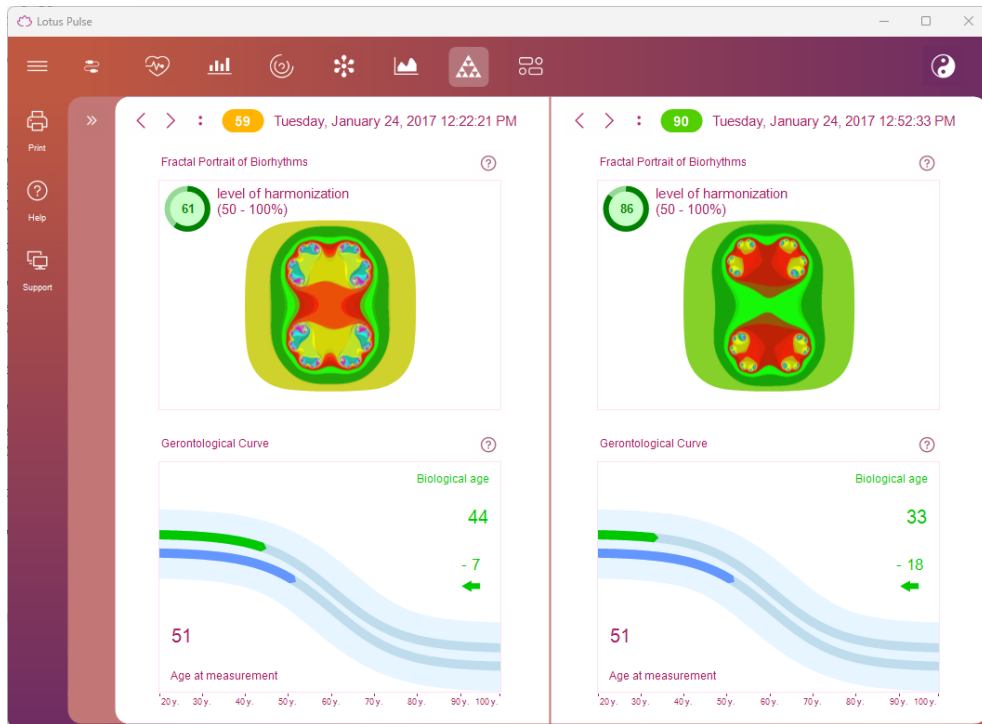 Lotus Pulse
Print
Help
Support
59 Tuesday, January 24, 2017 12:22:21 PM
Fractal Portrait of Biorhythms
61
level of harmonization
(50 - 100%)
Gerontological Curve
Biological age
44
- 7
51
Age at measurement
20 y. 30 y. 40 y. 50 y. 60 y. 70 y. 80 y. 90 y. 100 y.
90 Tuesday, January 24, 2017 12:52:33 PM
Fractal Portrait of Biorhythms
86
level of harmonization
(50 - 100%)
Gerontological Curve
Biological age
33
- 18
51
Age at measurement
20 y. 30 y. 40 y. 50 y. 60 y. 70 y. 80 y. 90 y. 100 y.